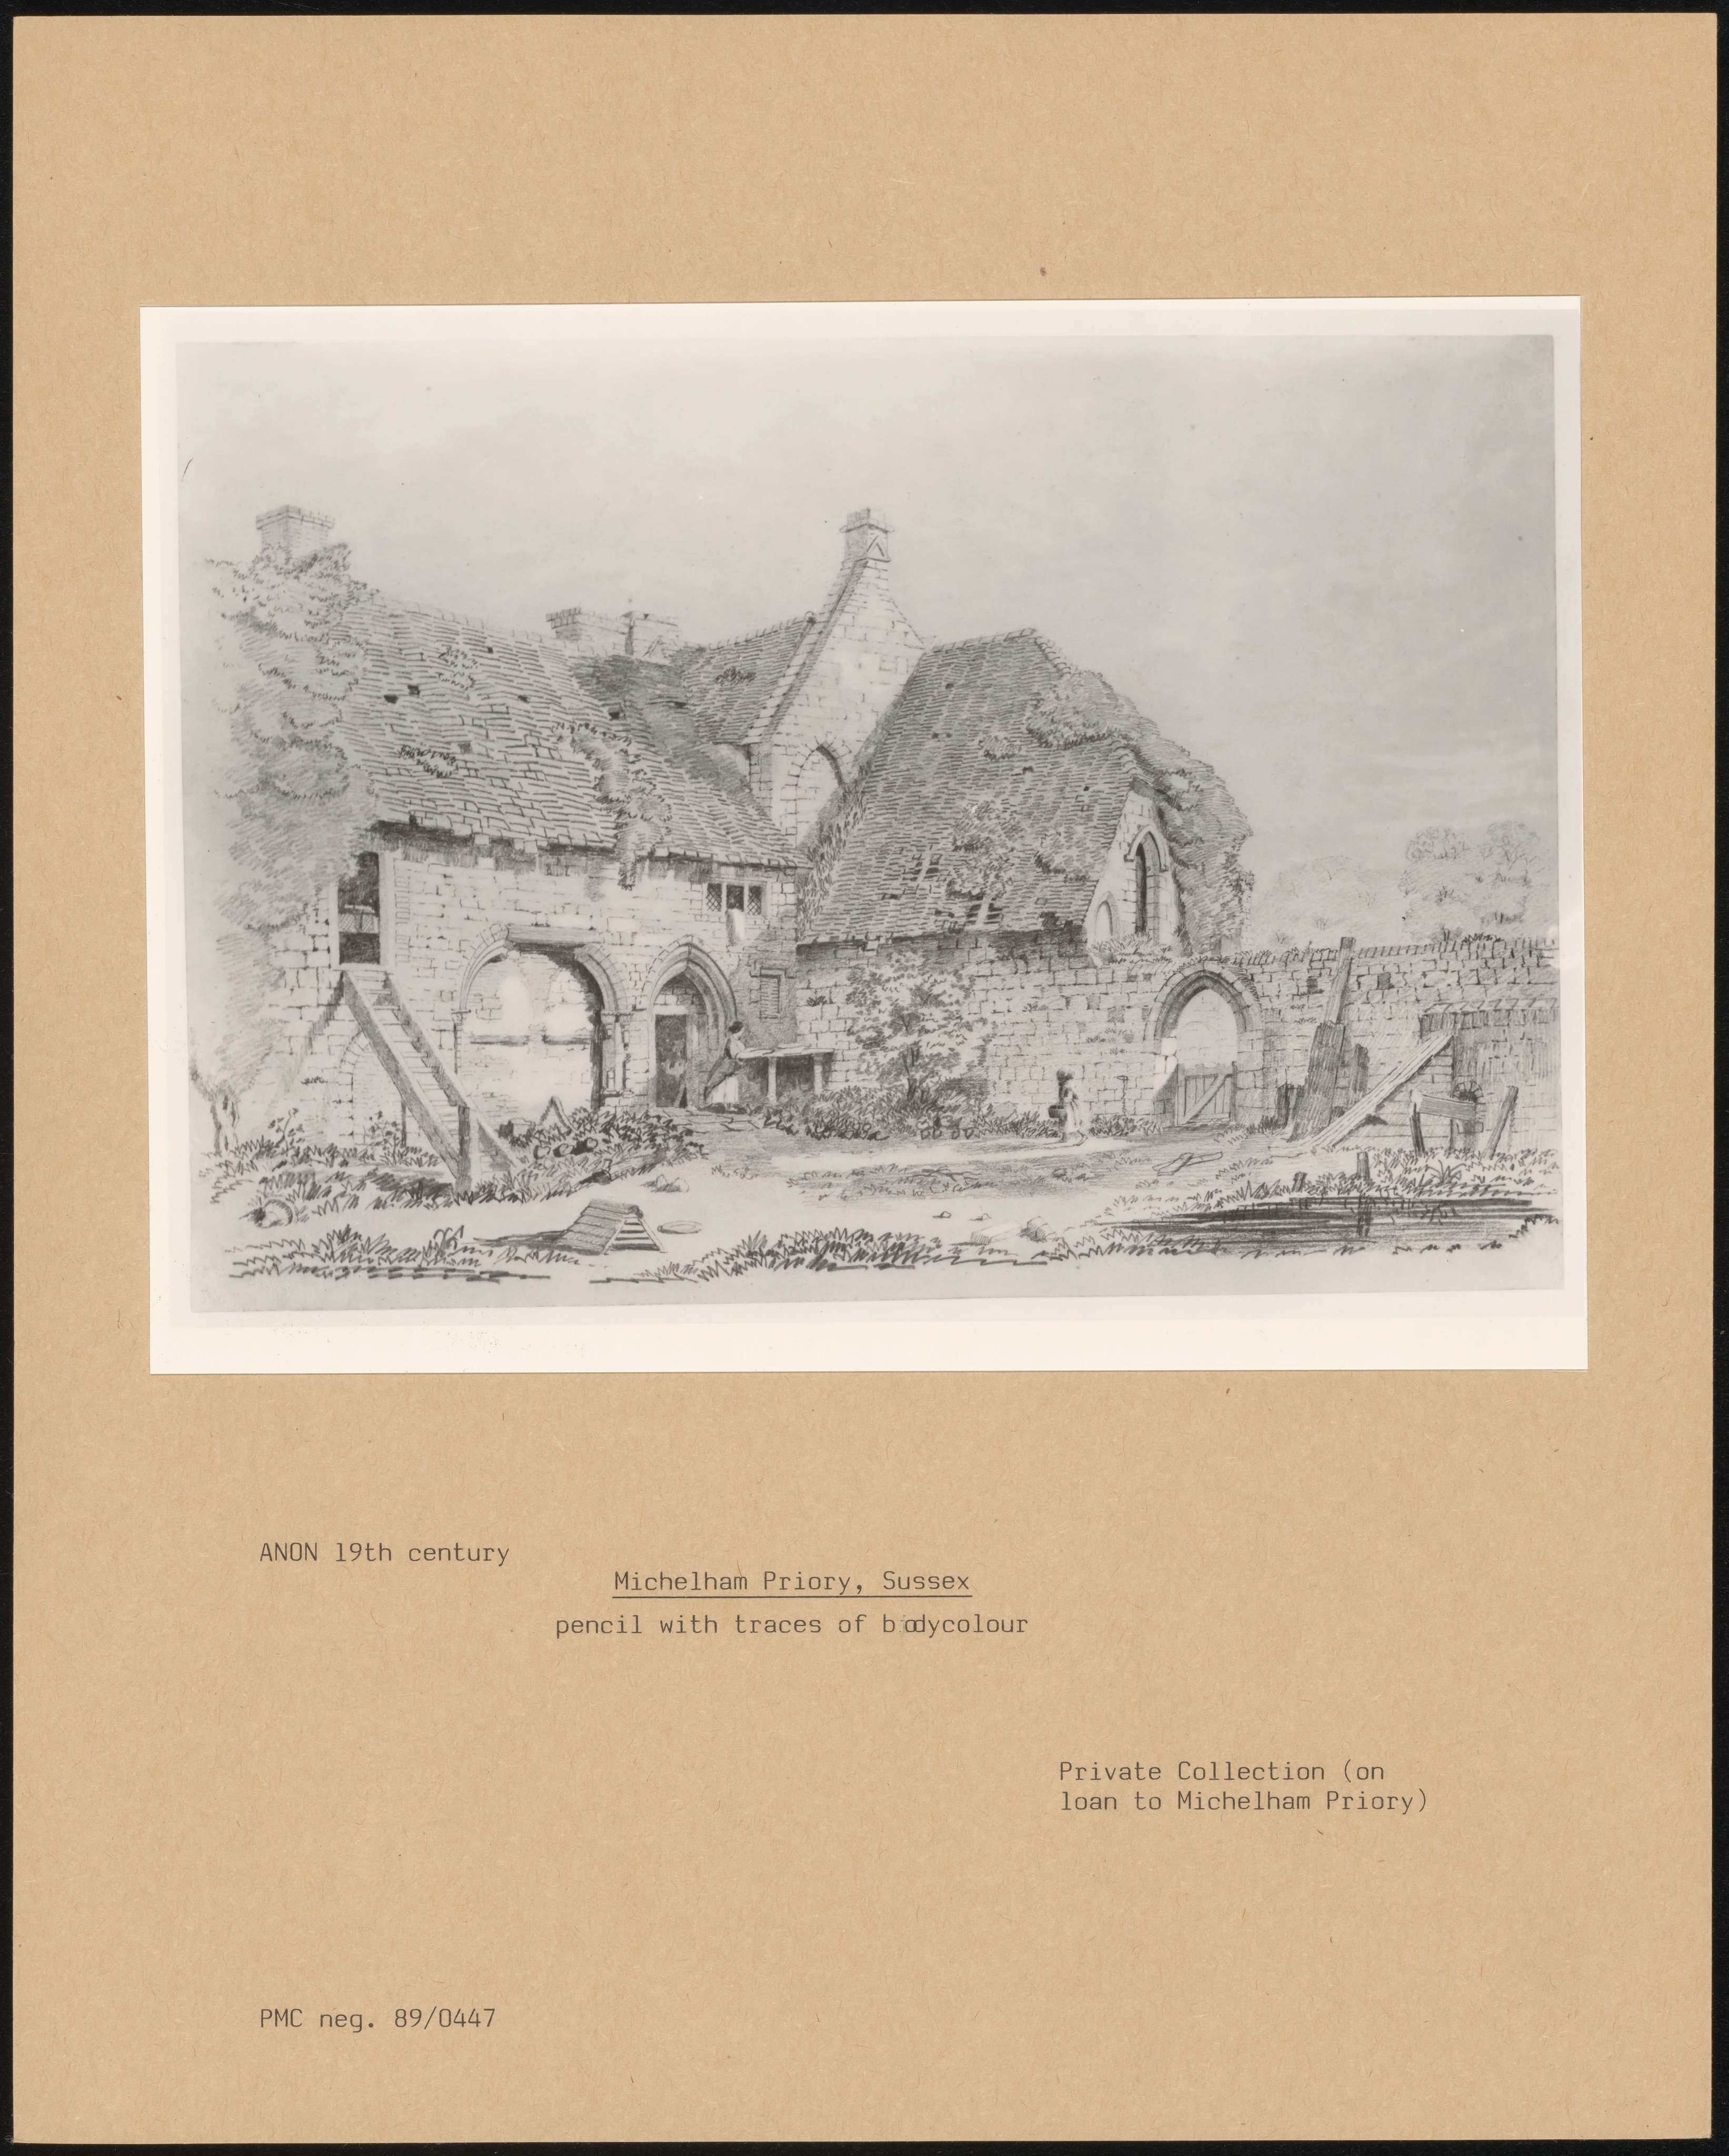 ANON 19th century
Michelham Priory, Sussex
pencil with traces of bodycolour
Private Collection (on
loan to Michelham Priory)
PMC neg. 89/0447